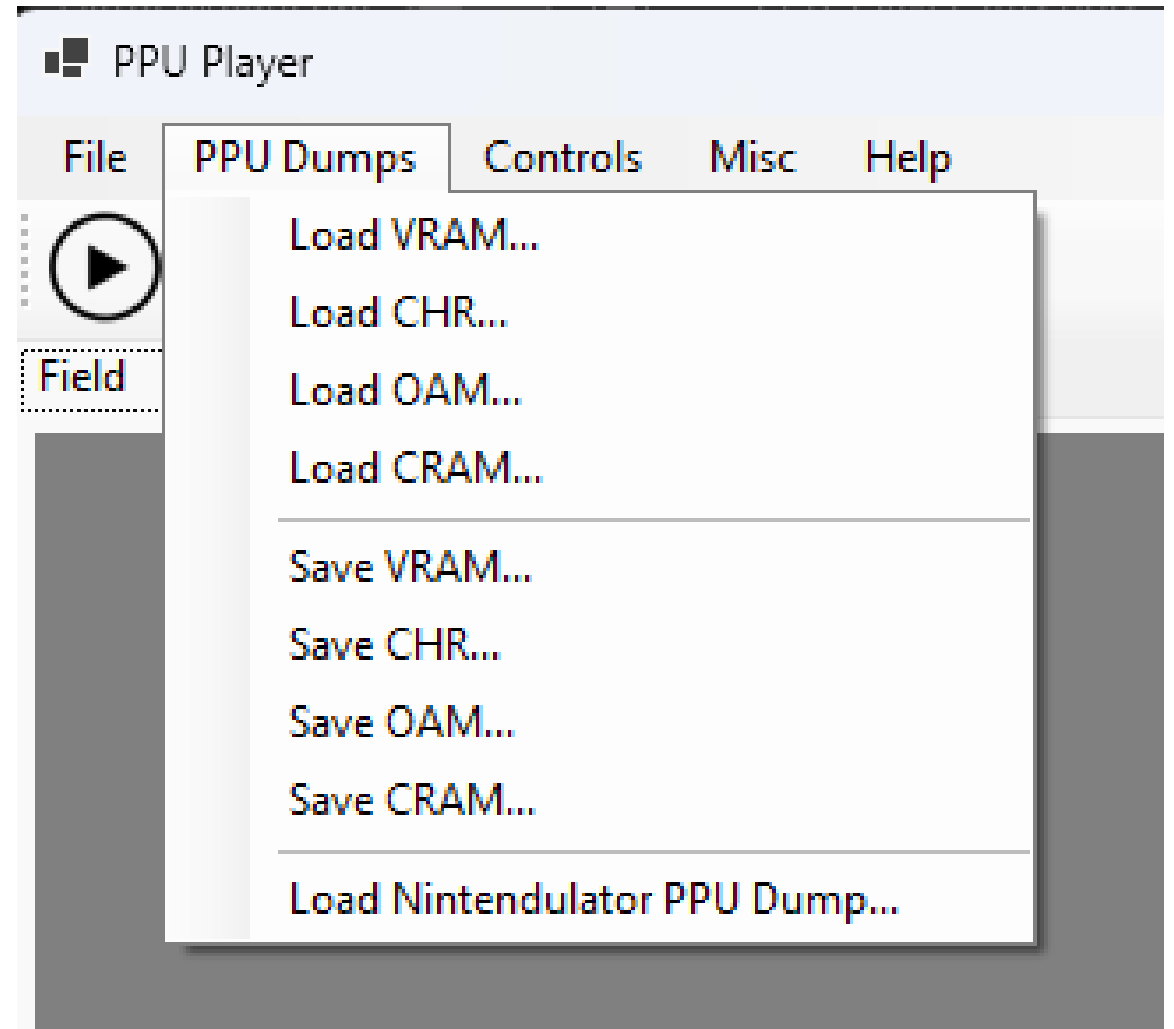 PPU Player
File PPU Dumps Controls Misc Help
Load VRAM...
Load CHR...
Field
Load OAM...
Load CRAM...
Save VRAM...
Save CHR...
Save OAM...
Save CRAM...
Load Nintendulator PPU Dump...